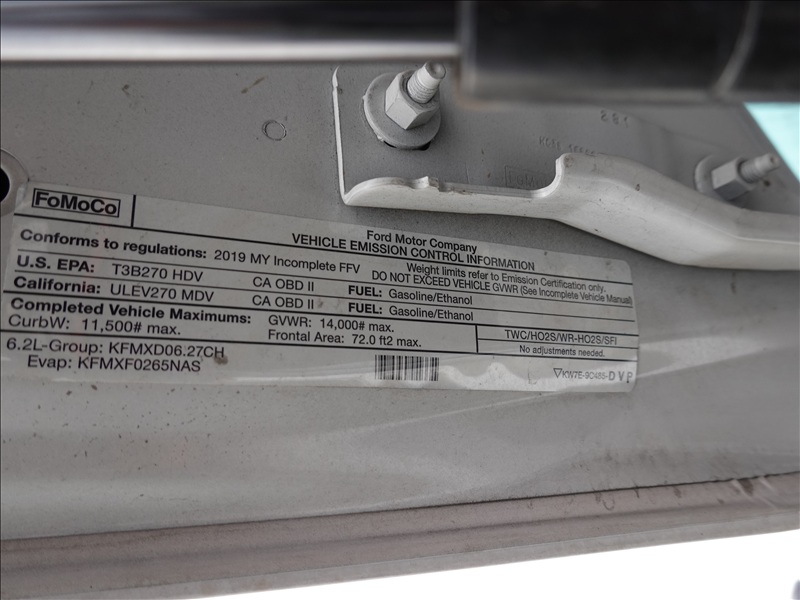 FoMoCo
Ford Motor Company
VEHICLE EMISSION CONTROL INFORMATION
Conforms to regulations: 2019 MY Incomplete FFV
Weight limits refer to Emission Certification only.
DO NOT EXCEED VEHICLE GVWR (See Incomplete Vehicle Manual)
U.S. EPA: T3B270 HDV CA OBD II FUEL: Gasoline/Ethanol
California: ULEV270 MDV CA OBD II FUEL: Gasoline/Ethanol
Completed Vehicle Maximums:
CurbW: 11,500# max.
GVWR: 14,000# max.
Frontal Area: 72.0 ft2 max.
TWC/HO2S/WR-HO2S/SFI
No adjustments needed.
6.2L-Group: KFMXD06.27CH
Evap: KFMXF0265NAS
KW7E-9C485-DVP
FoMoCo